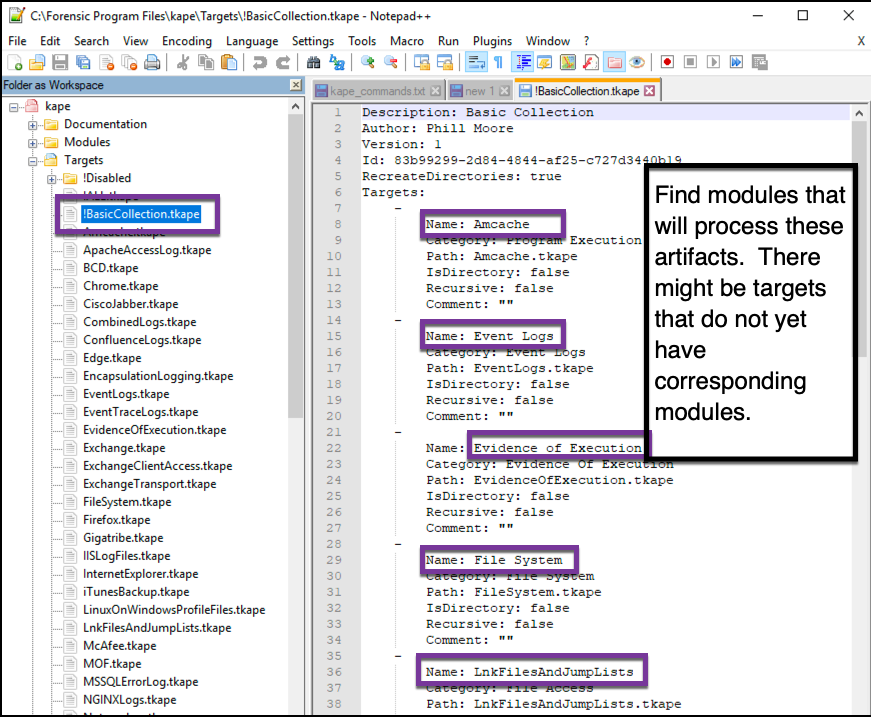 C:\Forensic Program Files\kape\Targets\!BasicCollection.tkape - Notepad++
File Edit Search View Encoding Language Settings Tools Macro Run Plugins Window ? X
Folder as Workspace
kape
Documentation
Modules
Targets
!Disabled
!BasicCollection.tkape
ApacheAccessLog.tkape
BCD.tkape
Chrome.tkape
CiscoJabber.tkape
CombinedLogs.tkape
ConfluenceLogs.tkape
Edge.tkape
EncapsulationLogging.tkape
EventLogs.tkape
EventTraceLogs.tkape
EvidenceOfExecution.tkape
Exchange.tkape
ExchangeClientAccess.tkape
ExchangeTransport.tkape
FileSystem.tkape
Firefox.tkape
Gigatribe.tkape
IISLogFiles.tkape
InternetExplorer.tkape
iTunesBackup.tkape
LinuxOnWindowsProfileFiles.tkape
LnkFilesAndJumpLists.tkape
McAfee.tkape
MOF.tkape
MSSQLErrorLog.tkape
NGINXLogs.tkape
kape_commands.txt new 1 !BasicCollection.tkape
1 Description: Basic Collection
2 Author: Phill Moore
3 Version: 1
4 Id: 83b99299-2d84-4844-af25-c727d3440b19
5 RecreateDirectories: true
6 Targets:
7 -
8 Name: Amcache
9 Category: Program Execution
10 Path: Amcache.tkape
11 IsDirectory: false
12 Recursive: false
13 Comment: ""
14 -
15 Name: Event Logs
16 Category: Event Logs
17 Path: EventLogs.tkape
18 IsDirectory: false
19 Recursive: false
20 Comment: ""
21 -
22 Name: Evidence of Execution
23 Category: Evidence Of Execution
24 Path: EvidenceOfExecution.tkape
25 IsDirectory: false
26 Recursive: false
27 Comment: ""
28 -
29 Name: File System
30 Category: File System
31 Path: FileSystem.tkape
32 IsDirectory: false
33 Recursive: false
34 Comment: ""
35 -
36 Name: LnkFilesAndJumpLists
37 Category: File Access
38 Path: LnkFilesAndJumpLists.tkape
Find modules that
will process these
artifacts. There
might be targets
that do not yet
have
corresponding
modules.